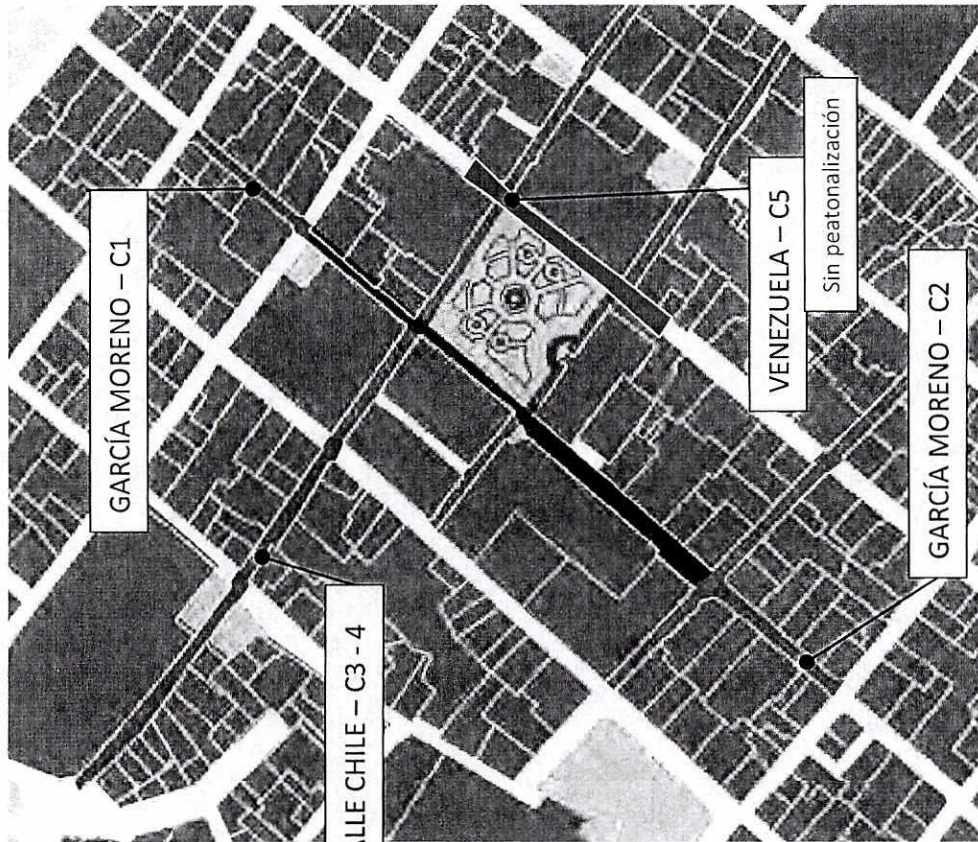 GARCÍA MORENO – C1
ALLE CHILE – C3 - 4
VENEZUELA – C5
Sin peatonalización
GARCÍA MORENO – C2